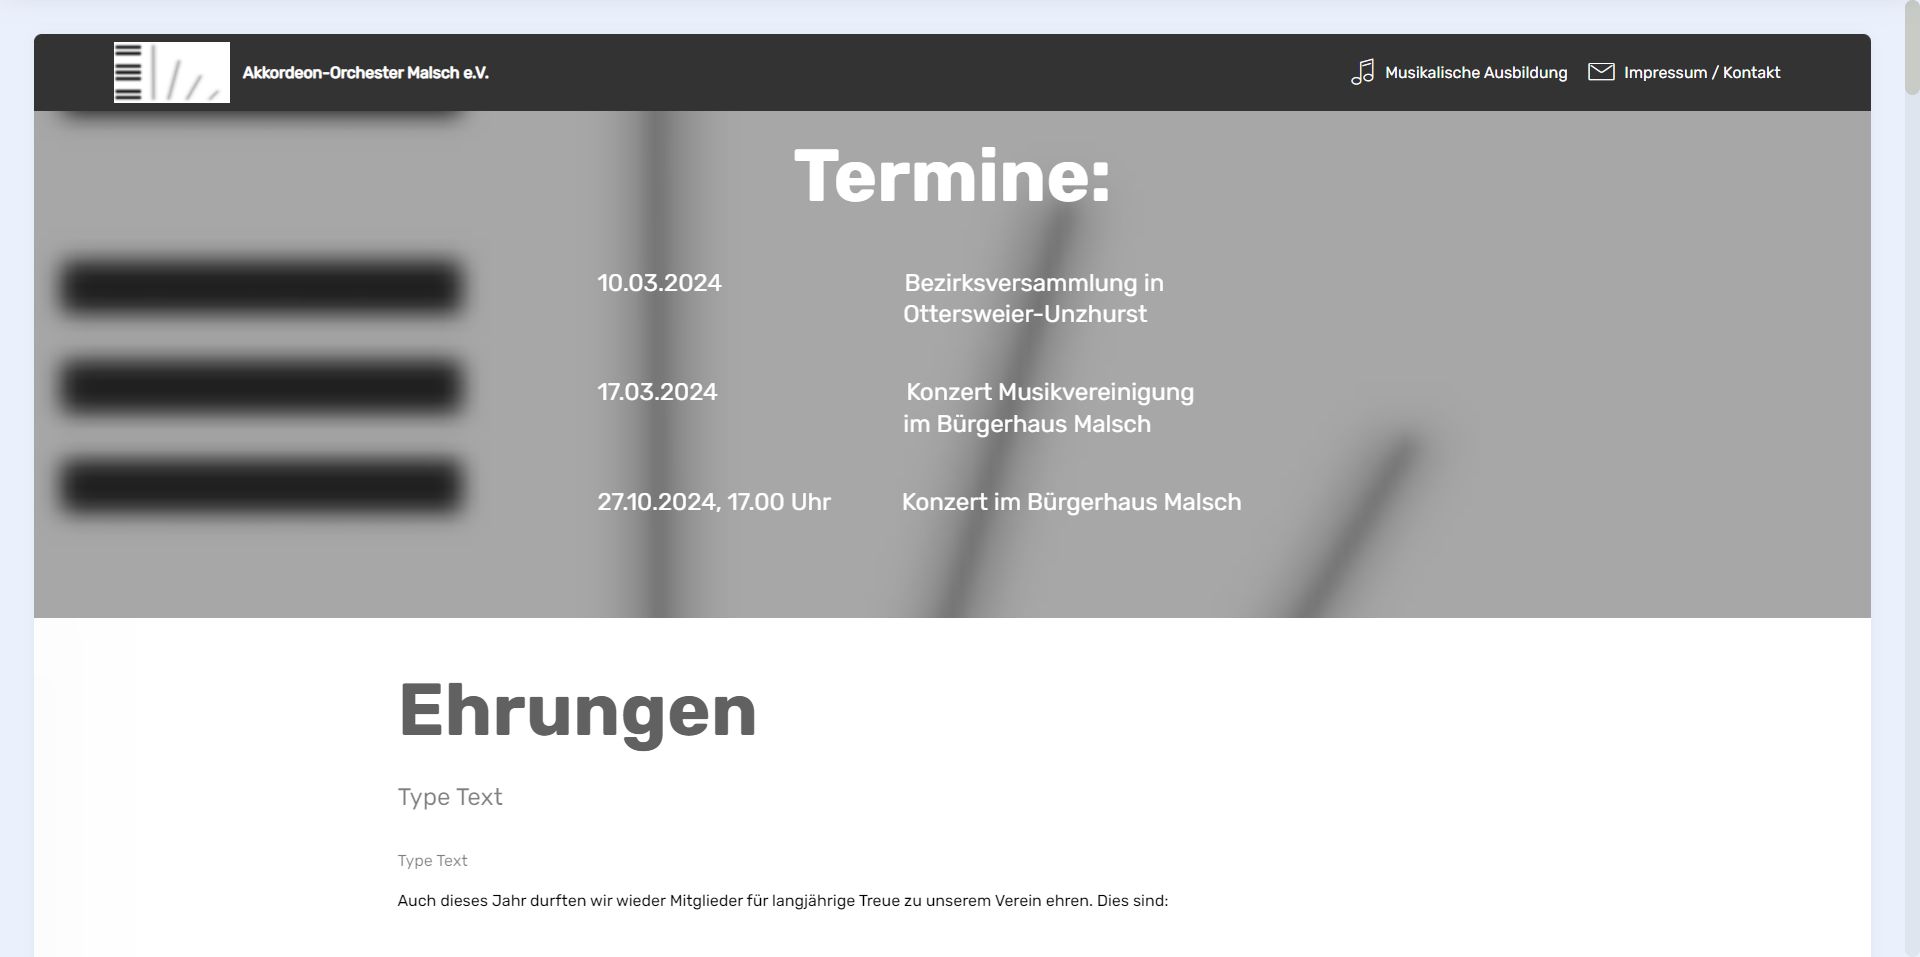 Akkordeon-Orchester Malsch e.V.
Musikalische Ausbildung
Impressum / Kontakt
Termine:
10.03.2024 Bezirksversammlung in
Ottersweier-Unzhurst
17.03.2024 Konzert Musikvereinigung
im Bürgerhaus Malsch
27.10.2024, 17.00 Uhr Konzert im Bürgerhaus Malsch
Ehrungen
Type Text
Type Text
Auch dieses Jahr durften wir wieder Mitglieder für langjährige Treue zu unserem Verein ehren. Dies sind: